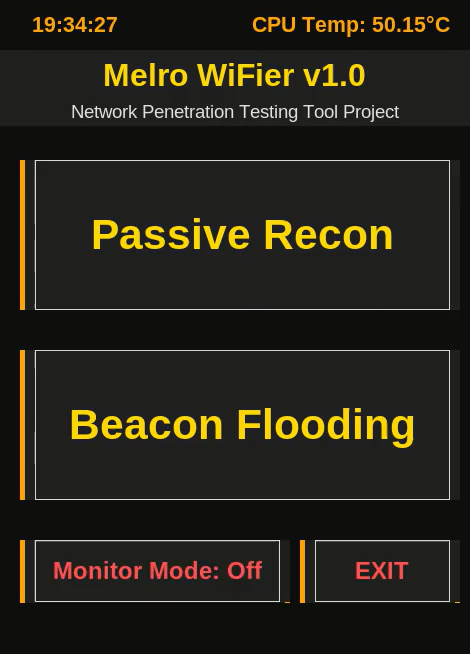 19:34:27 CPU Temp: 50.15°C
Melro WiFier v1.0
Network Penetration Testing Tool Project
Passive Recon
Beacon Flooding
Monitor Mode: Off EXIT